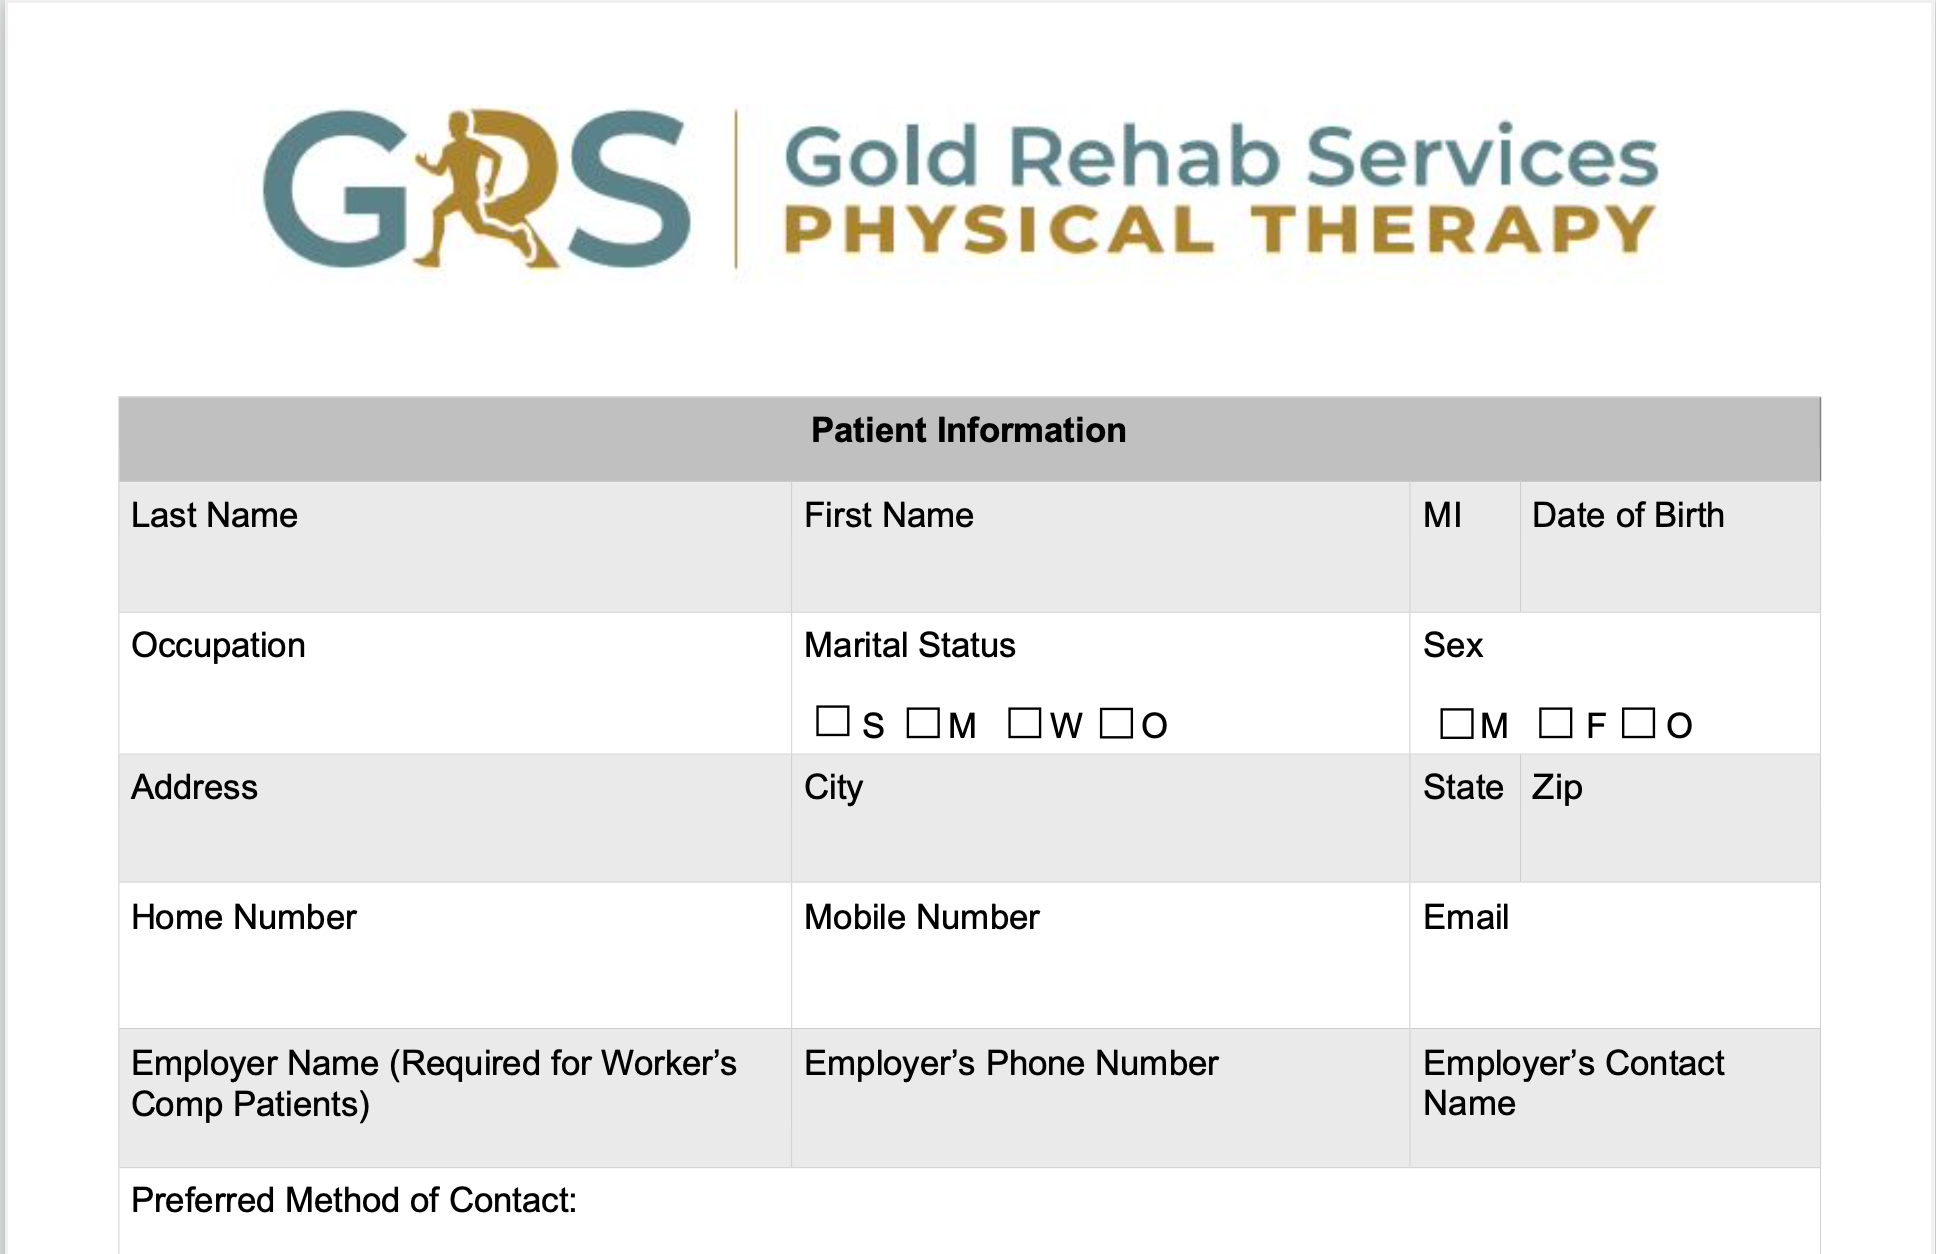 GRS
Gold Rehab Services
PHYSICAL THERAPY
Patient Information
Last Name First Name MI Date of Birth
Occupation Marital Status Sex
☐ S ☐ M ☐ W ☐ O ☐ M ☐ F ☐ O
Address City State Zip
Home Number Mobile Number Email
Employer Name (Required for Worker’s
Comp Patients)
Employer’s Phone Number
Employer’s Contact
Name
Preferred Method of Contact: